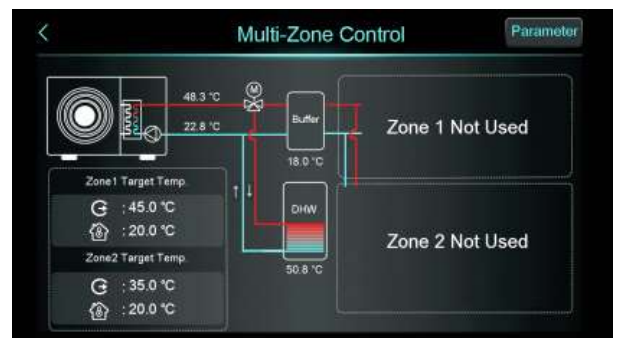 Multi-Zone Control
Parameter
48.3 °C
M
22.8 °C
Buffer
18.0 °C
Zone 1 Not Used
Zone1 Target Temp.
: 45.0 °C
: 20.0 °C
Zone2 Target Temp.
: 35.0 °C
: 20.0 °C
DHW
50.8 °C
Zone 2 Not Used